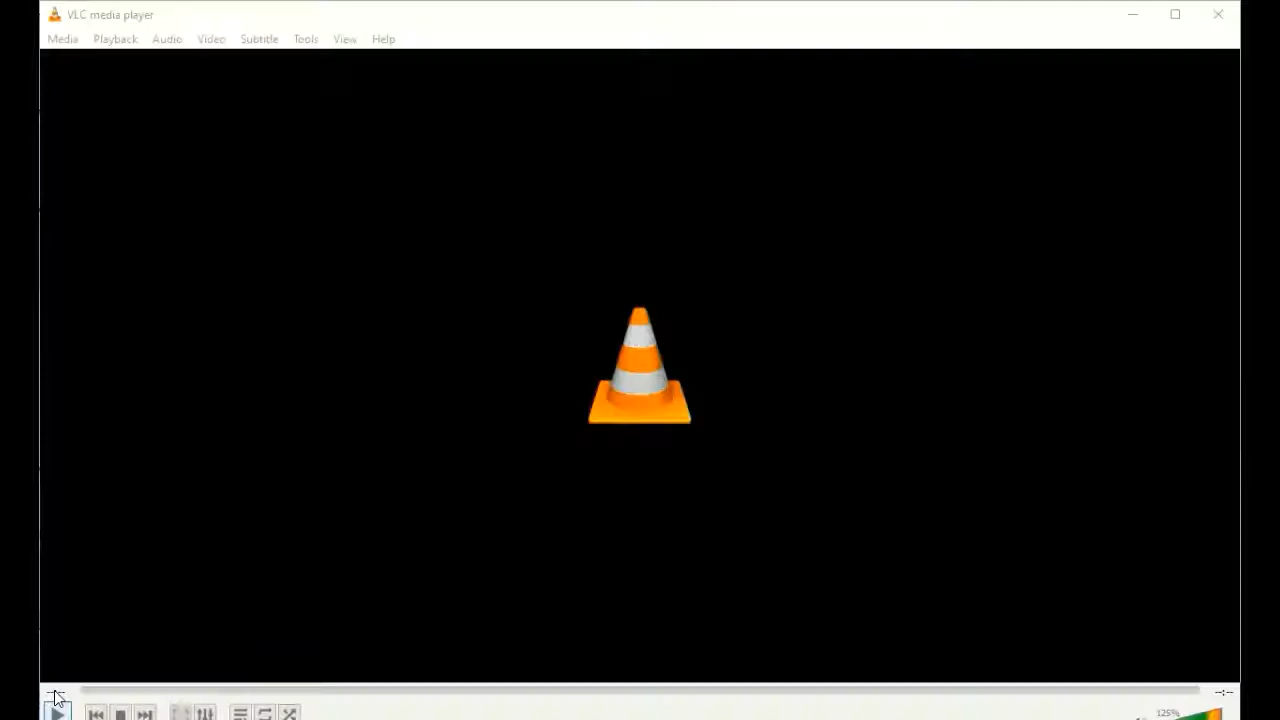 VLC media player
Media Playback Audio Video Subtitle Tools View Help
--:--
125%